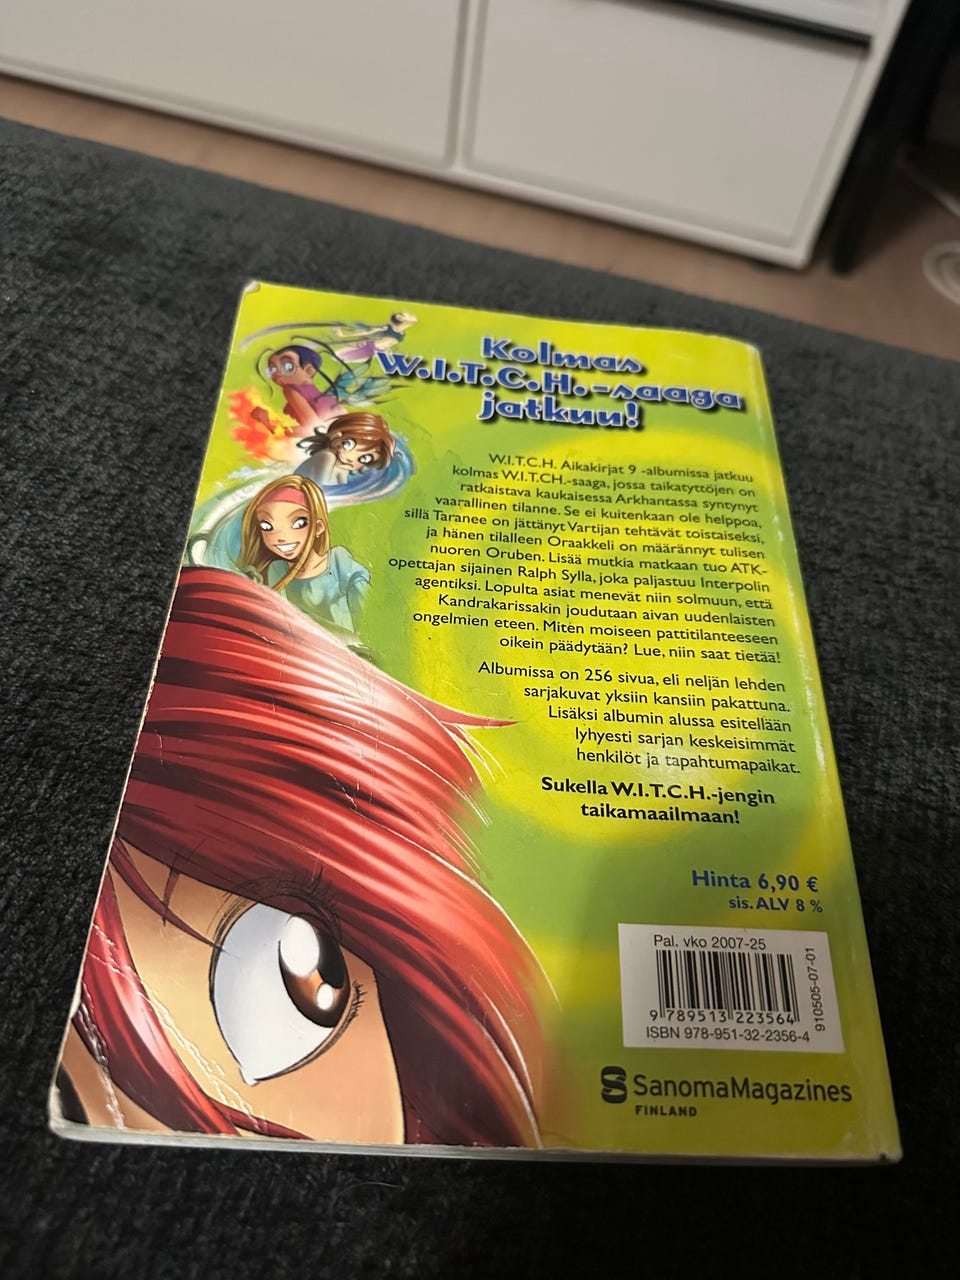 Kolmas
W.I.T.C.H.-saaga
jatkuu!
W.I.T.C.H. Aikakirjat 9 -albumissa jatkuu
kolmas W.I.T.CH.-saaga, jossa taikatyttöjen on
ratkaistava kaukaisessa Arkhantassa syntynyt
vaarallinen tilanne. Se ei kuitenkaan ole helppoa,
sillä Taranee on jättänyt Vartijan tehtävät toistaiseksi,
ja hänen tilalleen Oraakkeli on määrännyt tulisen
nuoren Oruben. Lisää mutkia matkaan tuo ATK-
opettajan sijainen Ralph Sylla, joka paljastuu Interpolin
agentiksi. Lopulta asiat menevät niin solmuun, että
Kandrakarissakin joudutaan aivan uudenlaisten
ongelmien eteen. Miten moiseen pattitilanteeseen
oikein päädytään? Lue, niin saat tietää!
Albumissa on 256 sivua, eli neljän lehden
sarjakuvat yksiin kansiin pakattuna.
Lisäksi albumin alussa esitellään
lyhyesti sarjan keskeisimmät
henkilöt ja tapahtumapaikat.
Sukella W.I.T.C.H.-jengin
taikamaailmaan!
Hinta 6,90 €
sis. ALV 8 %
Pal. vko 2007-25
9 789513 223564
ISBN 978-951-32-2356-4
910505-07-01
SanomaMagazines
FINLAND